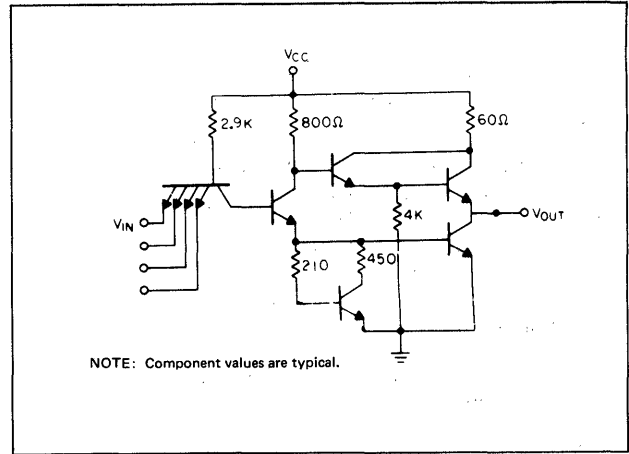 VCC
2.9K
800Ω
60Ω
VIN
4K
VOUT
210
450
NOTE: Component values are typical.